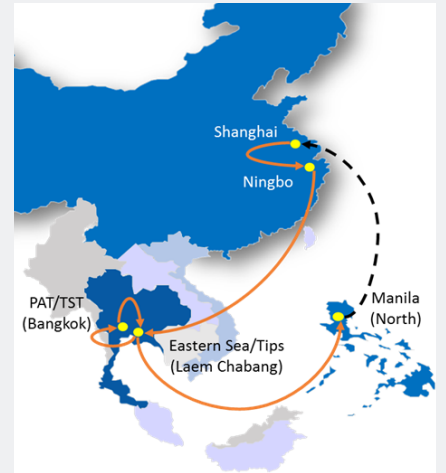 Shanghai
Ningbo
PAT/TST
(Bangkok)
Eastern Sea/Tips
(Laem Chabang)
Manila
(North)